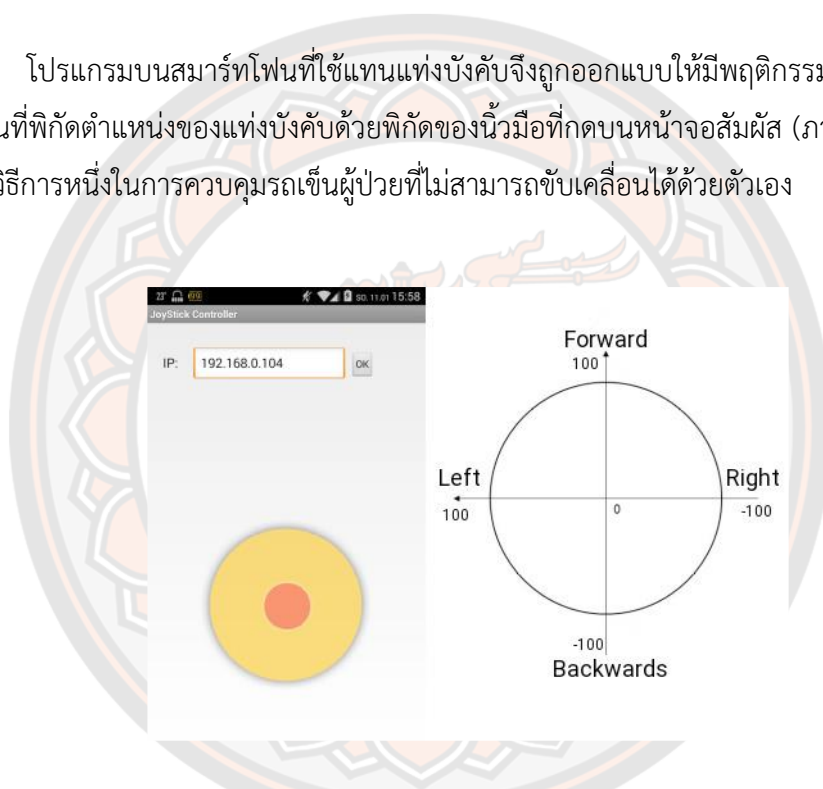 โปรแกรมบนสมาร์ทโฟนที่ใช้แทนแท่งบังคับจึงถูกออกแบบให้มีพฤติกรรม
นที่พิกัดตำแหน่งของแท่งบังคับด้วยพิกัดของนิ้วมือที่กดบนหน้าจอสัมผัส (ภา
วิธีการหนึ่งในการควบคุมรถเข็นผู้ป่วยที่ไม่สามารถขับเคลื่อนได้ด้วยตัวเอง
23° SO. 11.01 15:58
JoyStick Controller
IP: 192.168.0.104 OK
Forward
100
Left Right
100 0 -100
-100
Backwards